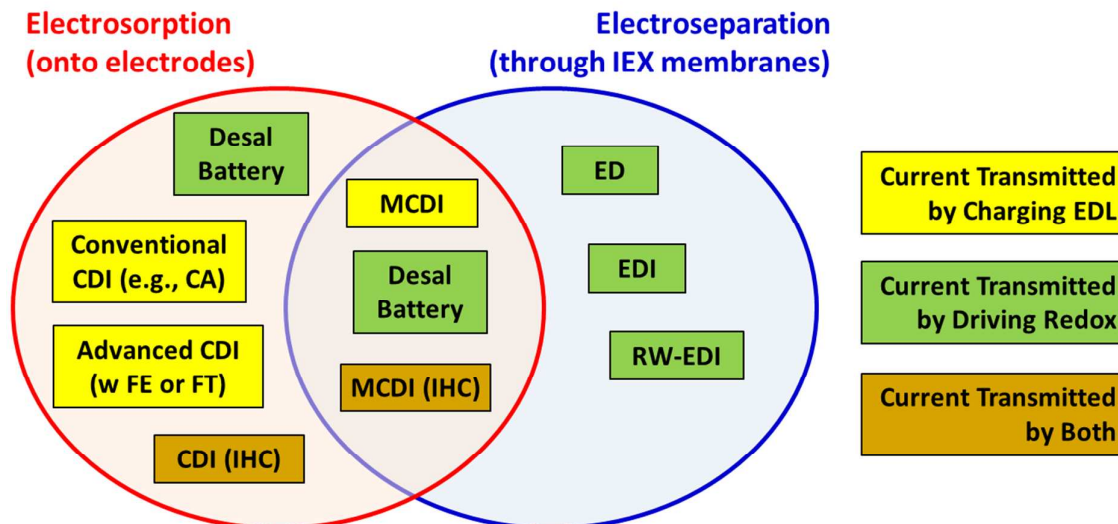 Electrosorption
(onto electrodes)
Electroseparation
(through IEX membranes)
Desal
Battery
Conventional
CDI (e.g., CA)
Advanced CDI
(w FE or FT)
CDI (IHC)
MCDI
Desal
Battery
MCDI (IHC)
ED
EDI
RW-EDI
Current Transmitted
by Charging EDL
Current Transmitted
by Driving Redox
Current Transmitted
by Both